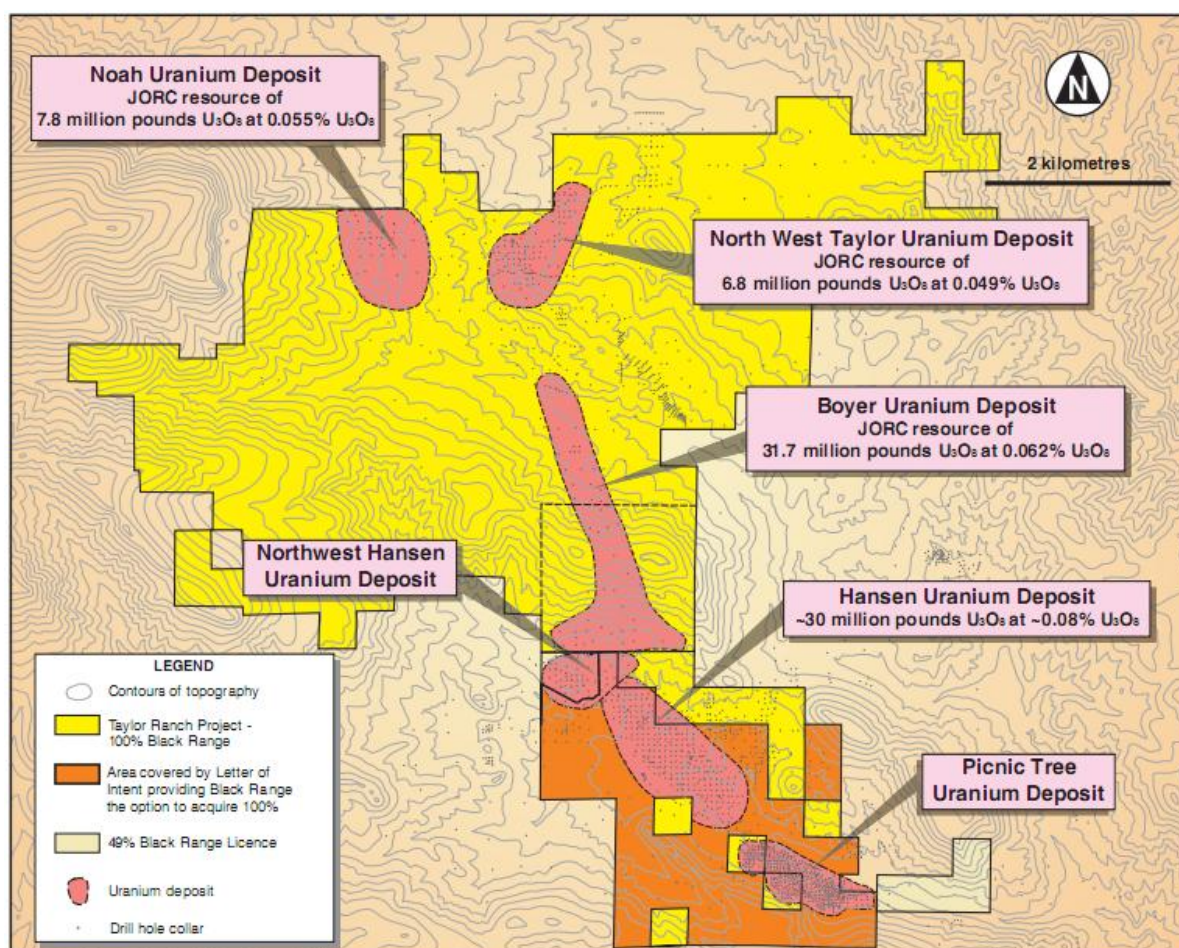 Noah Uranium Deposit
JORC resource of
7.8 million pounds U₃O₈ at 0.055% U₃O₈
N
2 kilometres
North West Taylor Uranium Deposit
JORC resource of
6.8 million pounds U₃O₈ at 0.049% U₃O₈
Boyer Uranium Deposit
JORC resource of
31.7 million pounds U₃O₈ at 0.062% U₃O₈
Northwest Hansen
Uranium Deposit
Hansen Uranium Deposit
~30 million pounds U₃O₈ at ~0.08% U₃O₈
Picnic Tree
Uranium Deposit
LEGEND
Contours of topography
Taylor Ranch Project -
100% Black Range
Area covered by Letter of
Intent providing Black Range
the option to acquire 100%
49% Black Range Licence
Uranium deposit
Drill hole collar